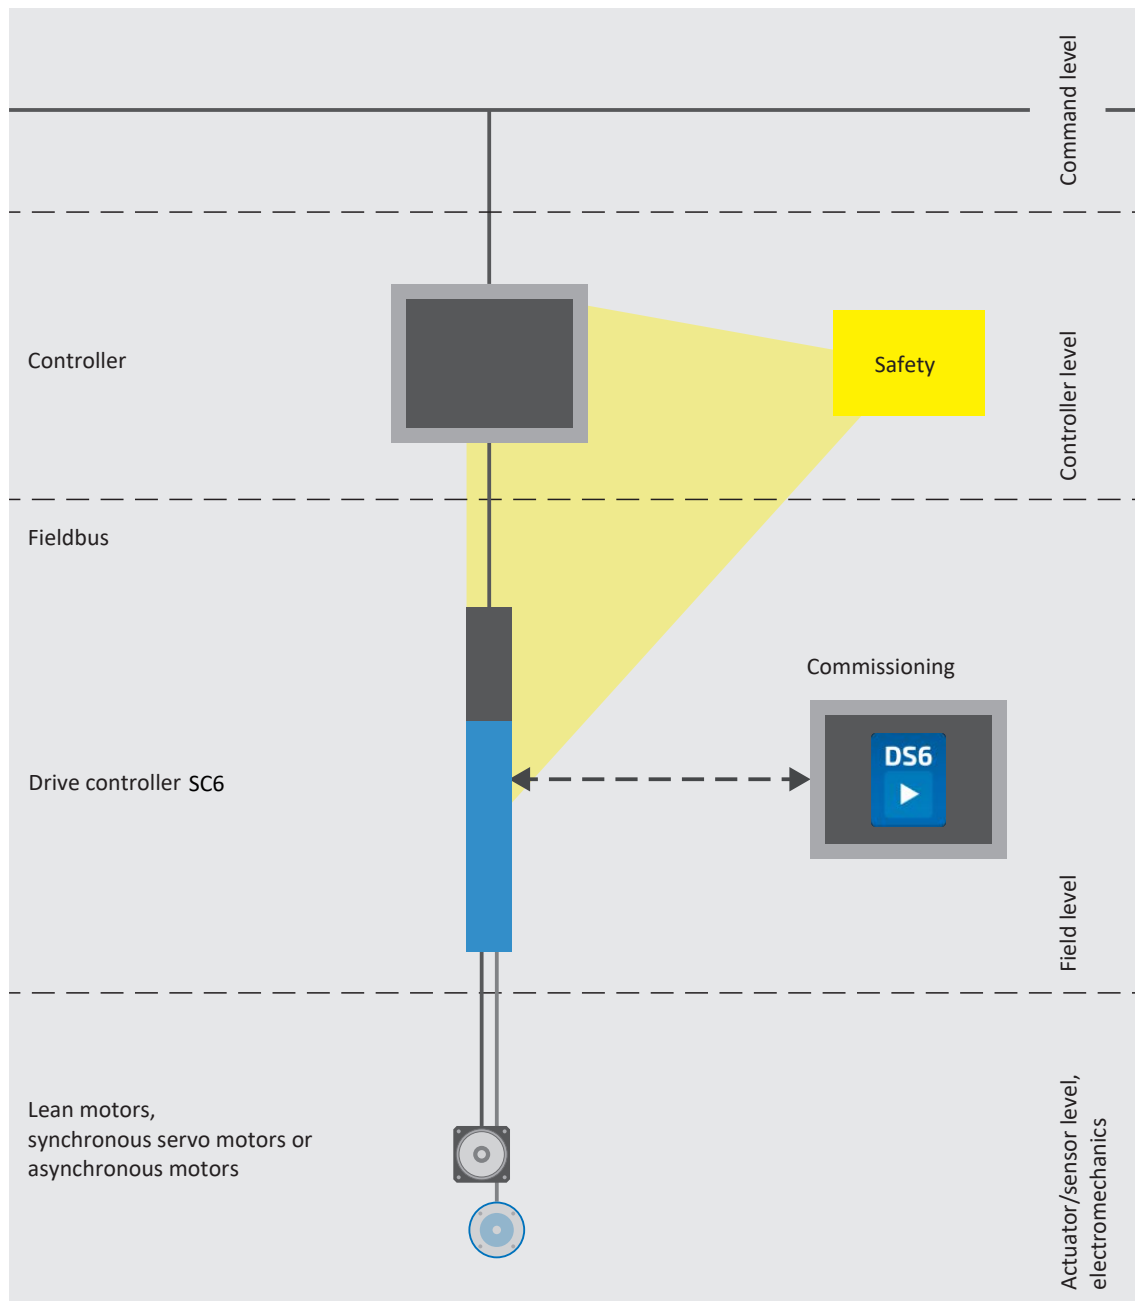 Command level
Controller
Safety
Controller level
Fieldbus
Commissioning
DS6
Drive controller SC6
Field level
Lean motors,
synchronous servo motors or
asynchronous motors
Actuator/sensor level,
electromechanics